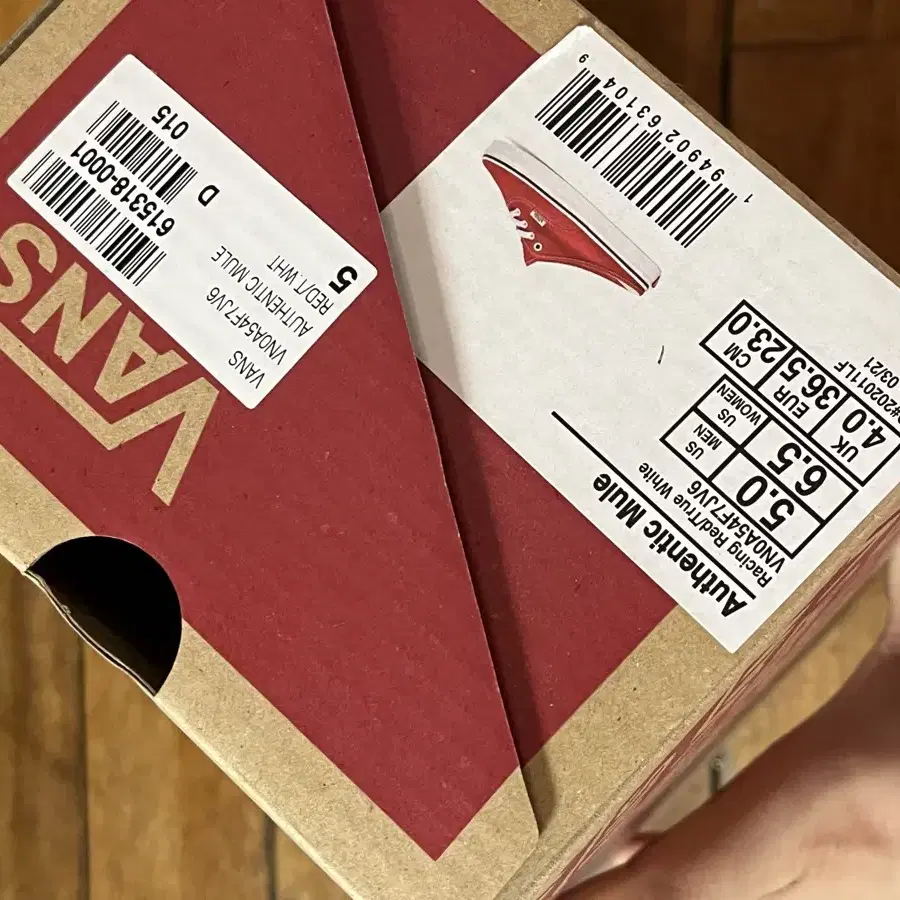 VANS
VANS
VN0A54F7JV6
AUTHENTIC MULE
RED/T. WHT
5
D
015
615318-0001
Authentic Mule
Racing Red/True White
VN0A54F7JV6
US MEN
5.0
US WOMEN
6.5
UK
4.0
EUR
36.5
CM
23.0
#202011LF
03/21
1 94902 63104 9